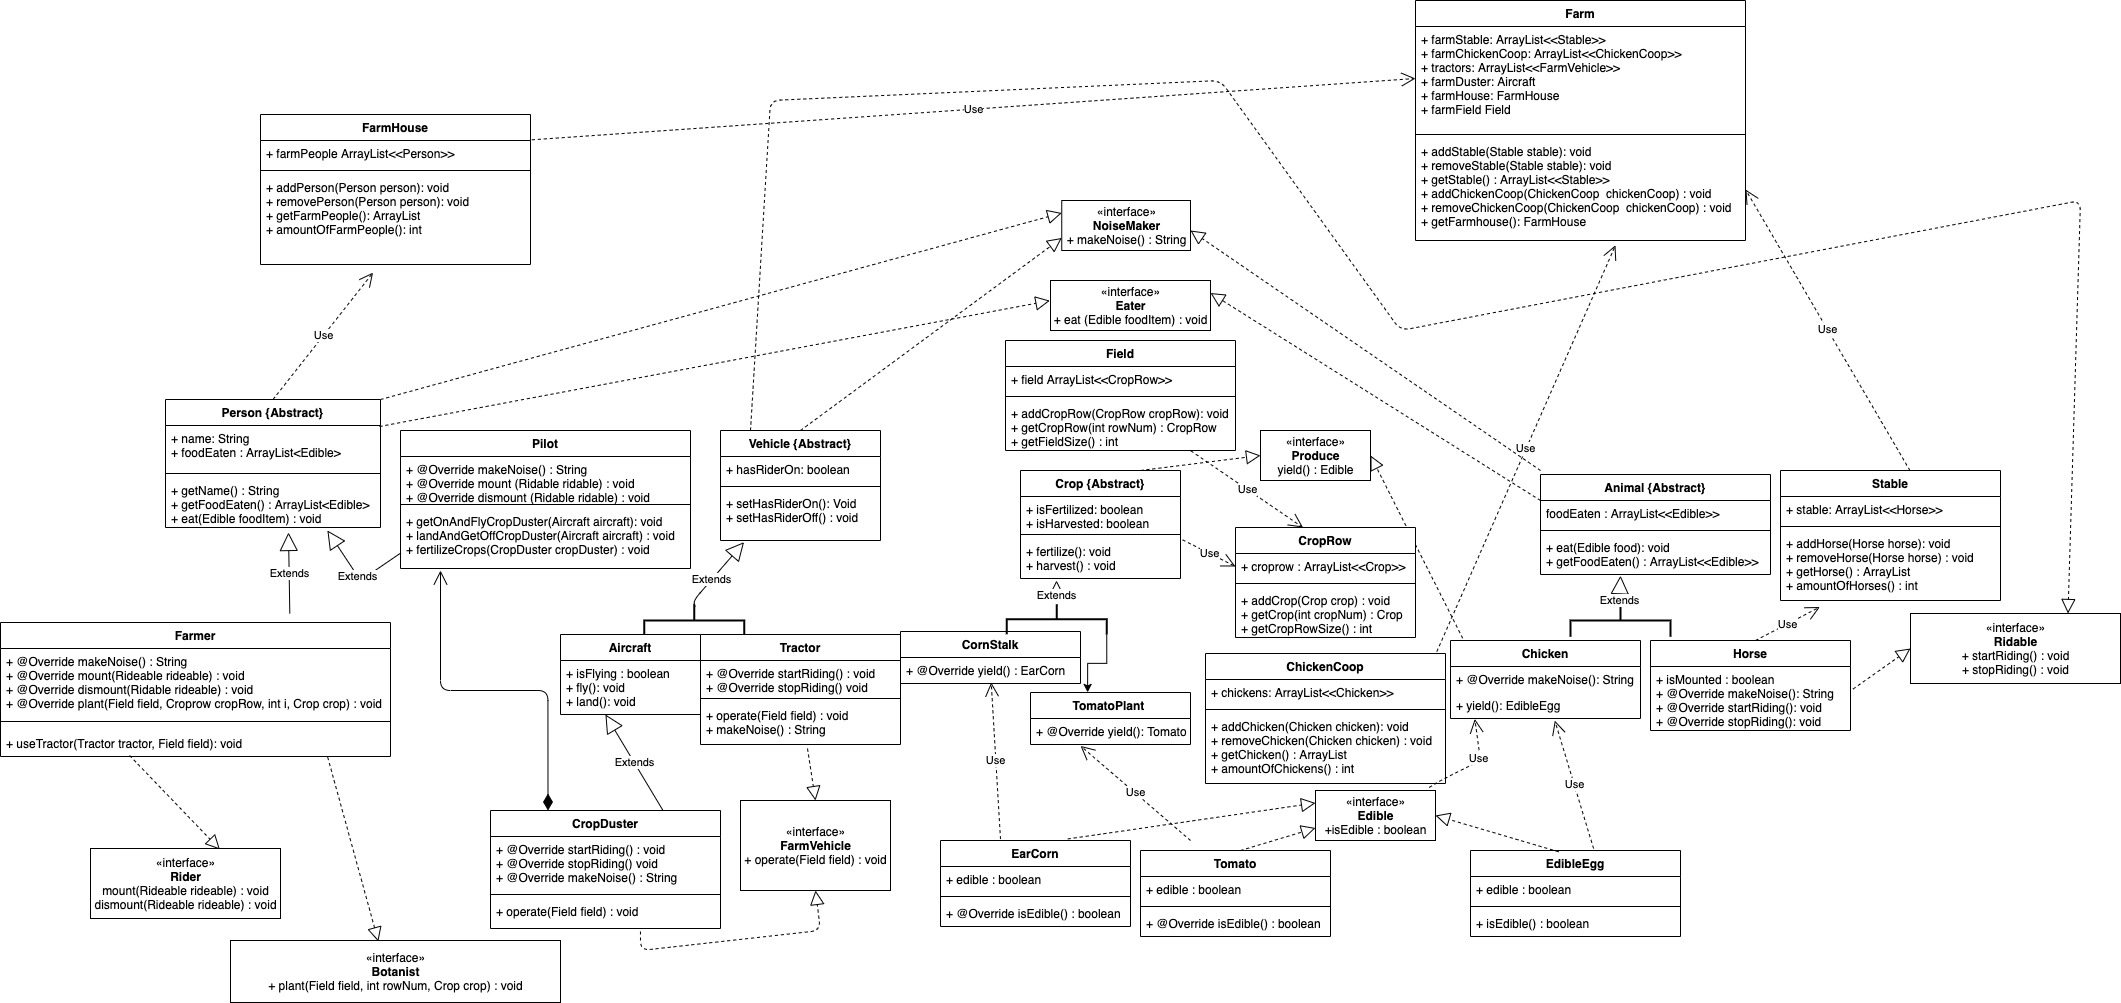 Farm
+ farmStable: ArrayList<<Stable>>
+ farmChickenCoop: ArrayList<<ChickenCoop>>
+ tractors: ArrayList<<FarmVehicle>>
+ farmDuster: Aircraft
+ farmHouse: FarmHouse
+ farmField Field
+ addStable(Stable stable): void
+ removeStable(Stable stable): void
+ getStable() : ArrayList<<Stable>>
+ addChickenCoop(ChickenCoop  chickenCoop) : void
+ removeChickenCoop(ChickenCoop  chickenCoop) : void
+ getFarmhouse(): FarmHouse
Use
FarmHouse
+ farmPeople ArrayList<<Person>>
+ addPerson(Person person): void
+ removePerson(Person person): void
+ getFarmPeople(): ArrayList
+ amountOfFarmPeople(): int
«interface»
NoiseMaker
+ makeNoise() : String
«interface»
Eater
+ eat (Edible foodItem) : void
Use
Use
Field
+ field ArrayList<<CropRow>>
+ addCropRow(CropRow cropRow): void
+ getCropRow(int rowNum) : CropRow
+ getFieldSize() : int
Person {Abstract}
+ name: String
+ foodEaten : ArrayList<Edible>
+ getName() : String
+ getFoodEaten() : ArrayList<Edible>
+ eat(Edible foodItem) : void
Pilot
+ @Override makeNoise() : String
+ @Override mount (Ridable ridable) : void
+ @Override dismount (Ridable ridable) : void
+ getOnAndFlyCropDuster(Aircraft aircraft): void
+ landAndGetOffCropDuster(Aircraft aircraft) : void
+ fertilizeCrops(CropDuster cropDuster) : void
Vehicle {Abstract}
+ hasRiderOn: boolean
+ setHasRiderOn(): Void
+ setHasRiderOff() : void
«interface»
Produce
yield() : Edible
Use
Use
Crop {Abstract}
+ isFertilized: boolean
+ isHarvested: boolean
+ fertilize(): void
+ harvest() : void
Use
CropRow
+ croprow : ArrayList<<Crop>>
+ addCrop(Crop crop) : void
+ getCrop(int cropNum) : Crop
+ getCropRowSize() : int
Animal {Abstract}
foodEaten : ArrayList<<Edible>>
+ eat(Edible food): void
+ getFoodEaten() : ArrayList<<Edible>>
Stable
+ stable: ArrayList<<Horse>>
+ addHorse(Horse horse): void
+ removeHorse(Horse horse) : void
+ getHorse() : ArrayList
+ amountOfHorses() : int
Extends
Extends
Extends
Extends
Extends
Use
Farmer
+ @Override makeNoise() : String
+ @Override mount(Rideable rideable) : void
+ @Override dismount(Ridable rideable) : void
+ @Override plant(Field field, Croprow cropRow, int i, Crop crop) : void
+ useTractor(Tractor tractor, Field field): void
Aircraft
+ isFlying : boolean
+ fly(): void
+ land(): void
Tractor
+ @Override startRiding() : void
+ @Override stopRiding() void
+ operate(Field field) : void
+ makeNoise() : String
CornStalk
+ @Override yield() : EarCorn
TomatoPlant
+ @Override yield(): Tomato
ChickenCoop
+ chickens: ArrayList<<Chicken>>
+ addChicken(Chicken chicken): void
+ removeChicken(Chicken chicken) : void
+ getChicken() : ArrayList
+ amountOfChickens() : int
Chicken
+ @Override makeNoise(): String
+ yield(): EdibleEgg
Horse
+ isMounted : boolean
+ @Override makeNoise() : String
+ @Override startRiding(): void
+ @Override stopRiding() : void
«interface»
Ridable
+ startRiding() : void
+ stopRiding() : void
Extends
Use
Use
Use
Use
CropDuster
+ @Override startRiding() : void
+ @Override stopRiding() void
+ @Override makeNoise() : String
+ operate(Field field) : void
«interface»
FarmVehicle
+ operate(Field field) : void
«interface»
Edible
+isEdible : boolean
«interface»
Rider
mount(Rideable rideable) : void
dismount(Rideable rideable) : void
EarCorn
+ edible : boolean
+ @Override isEdible() : boolean
Tomato
+ edible : boolean
+ @Override isEdible() : boolean
EdibleEgg
+ edible : boolean
+ isEdible() : boolean
«interface»
Botanist
+ plant(Field field, int rowNum, Crop crop) : void